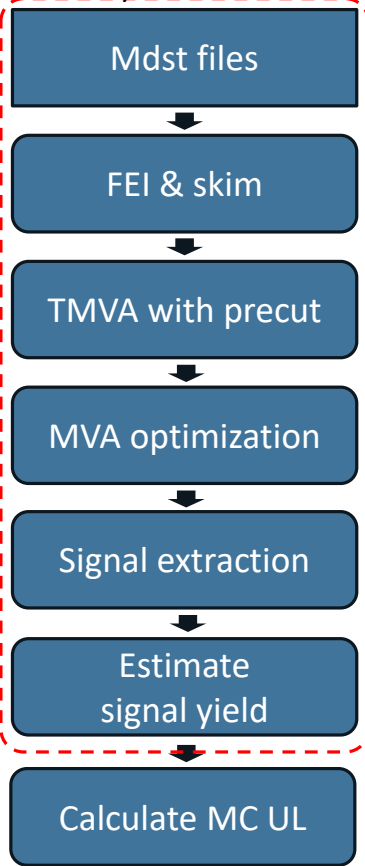 Mdst files
FEI & skim
TMVA with precut
MVA optimization
Signal extraction
Estimate
signal yield
Calculate MC UL